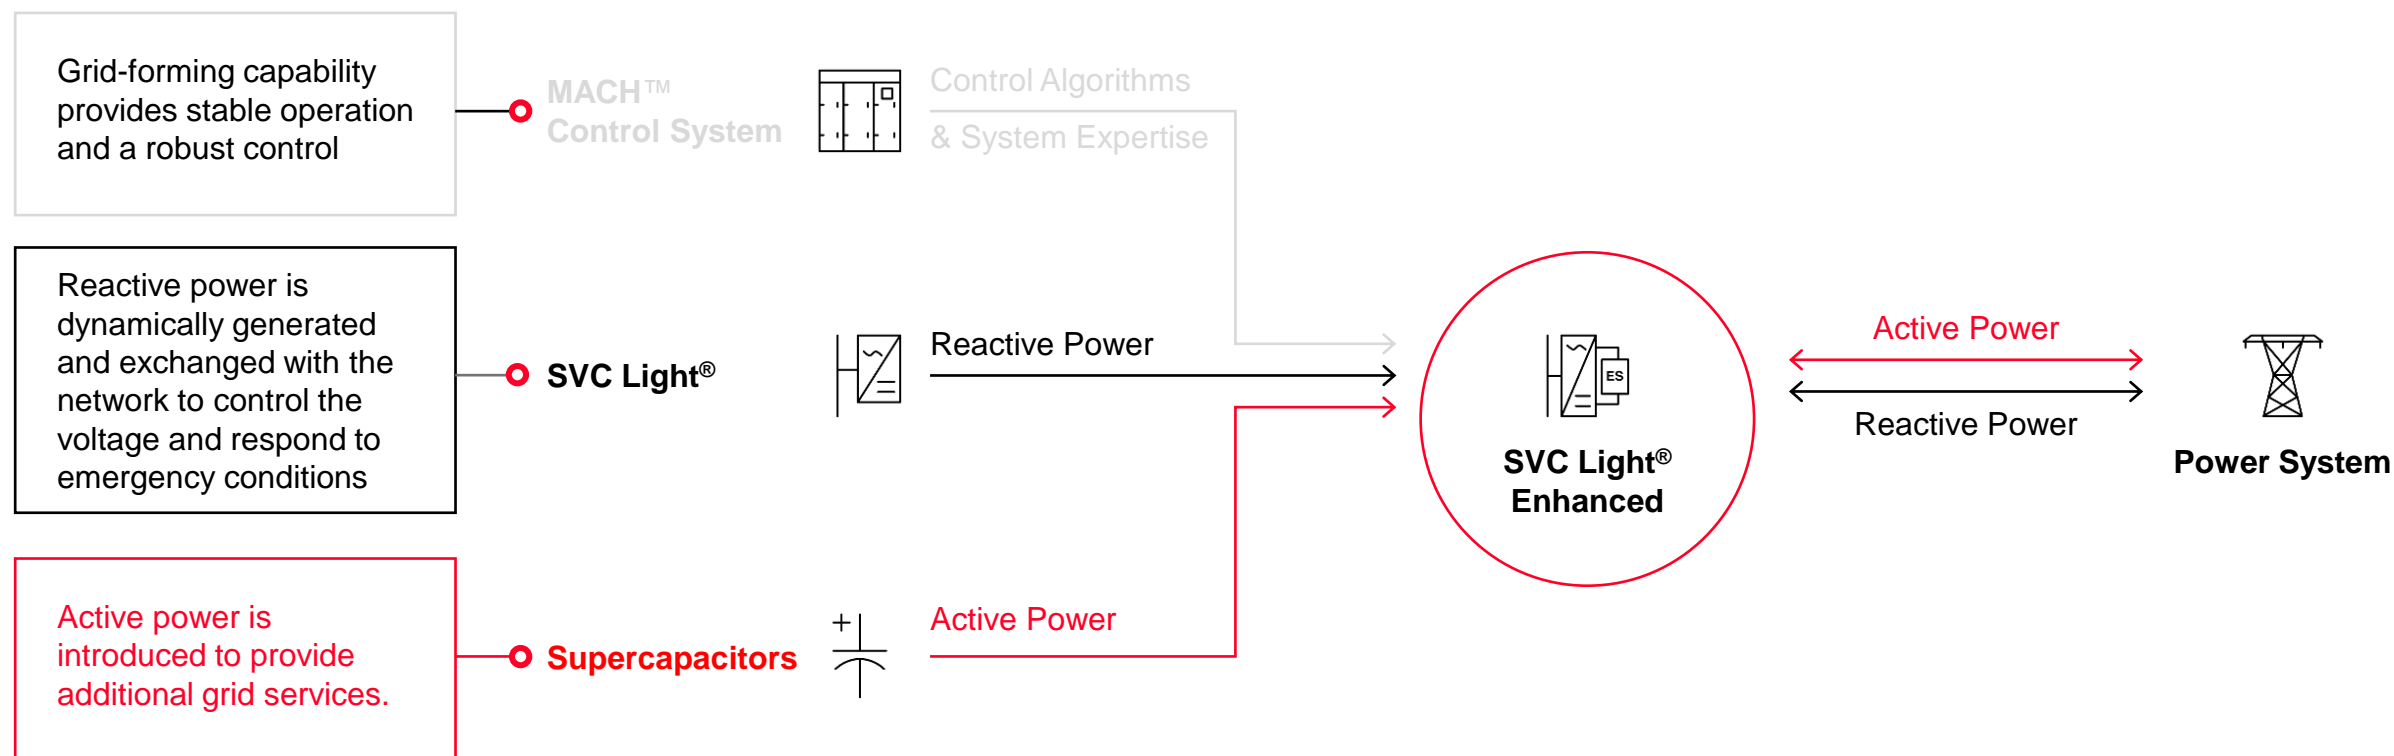 Grid-forming capability
provides stable operation
and a robust control
MACH™
Control System
Control Algorithms
& System Expertise
Reactive power is
dynamically generated
and exchanged with the
network to control the
voltage and respond to
emergency conditions
SVC Light®
Reactive Power
Active power is
introduced to provide
additional grid services.
Supercapacitors
+
Active Power
ES
SVC Light®
Enhanced
Active Power
Reactive Power
Power System